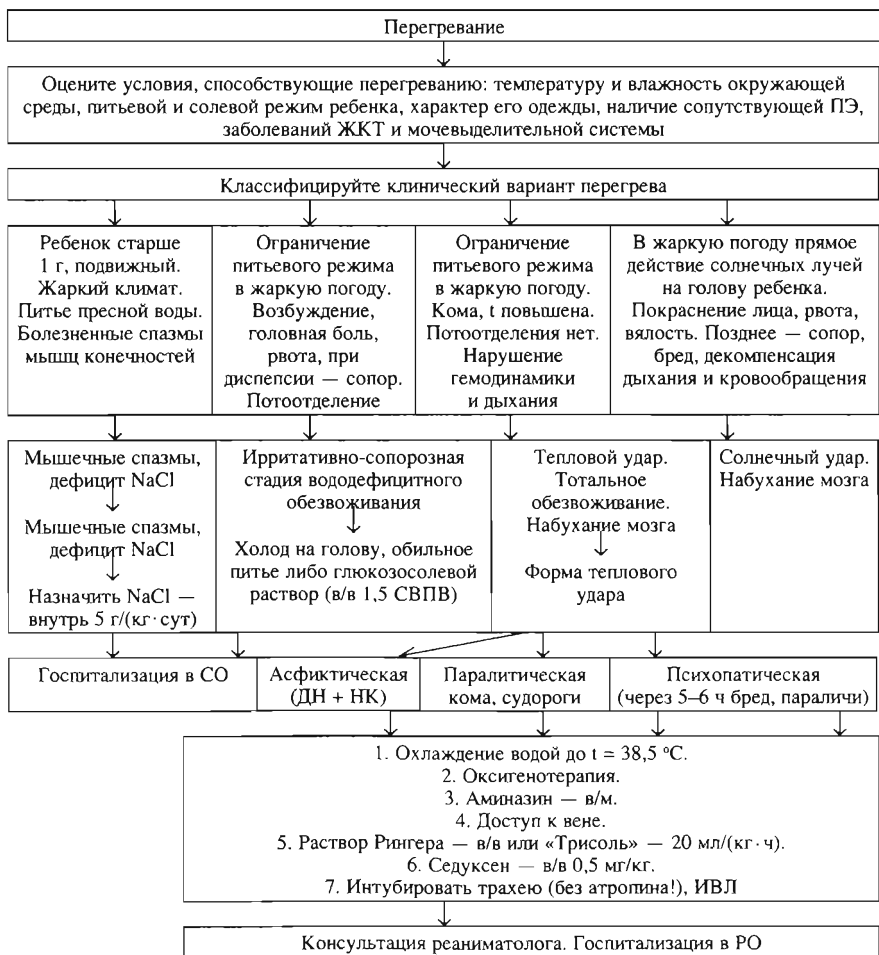 Перегревание
Оцените условия, способствующие перегреванию: температуру и влажность окружающей
среды, питьевой и солевой режим ребенка, характер его одежды, наличие сопутствующей ПЭ,
заболеваний ЖКТ и мочевыделительной системы
Классифицируйте клинический вариант перегрева
Ребенок старше
1 г, подвижный.
Жаркий климат.
Питье пресной воды.
Болезненные спазмы
мышц конечностей
Ограничение
питьевого режима
в жаркую погоду.
Возбуждение,
головная боль,
рвота, при
диспепсии — сопор.
Потоотделение
Ограничение
питьевого режима
в жаркую погоду.
Кома, t повышена.
Потоотделения нет.
Нарушение
гемодинамики
и дыхания
В жаркую погоду прямое
действие солнечных лучей
на голову ребенка.
Покраснение лица, рвота,
вялость. Позднее — сопор,
бред, декомпенсация
дыхания и кровообращения
Мышечные спазмы,
дефицит NaCl
Мышечные спазмы,
дефицит NaCl
Назначить NaCl —
внутрь 5 г/(кг·сут)
Ирритативно-сопорозная
стадия вододефицитного
обезвоживания
Холод на голову, обильное
питье либо глюкозосолевой
раствор (в/в 1,5 СВПВ)
Тепловой удар.
Тотальное
обезвоживание.
Набухание мозга
Форма теплового
удара
Солнечный удар.
Набухание мозга
Госпитализация в СО
Асфиктическая
(ДН + НК)
Паралитическая
кома, судороги
Психопатическая
(через 5–6 ч бред, параличи)
1. Охлаждение водой до t = 38,5 °С.
2. Оксигенотерапия.
3. Аминазин — в/м.
4. Доступ к вене.
5. Раствор Рингера — в/в или «Трисоль» — 20 мл/(кг·ч).
6. Седуксен — в/в 0,5 мг/кг.
7. Интубировать трахею (без атропина!), ИВЛ
Консультация реаниматолога. Госпитализация в РО